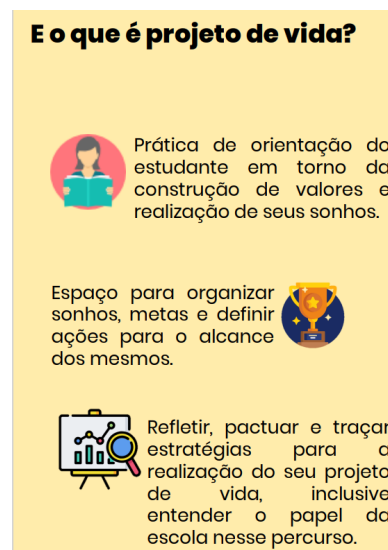 E o que é projeto de vida?
Prática de orientação do
estudante em torno da
construção de valores e
realização de seus sonhos.
Espaço para organizar
sonhos, metas e definir
ações para o alcance
dos mesmos.
Refletir, pactuar e traçar
estratégias para a
realização do seu projeto
de vida, inclusive
entender o papel da
escola nesse percurso.